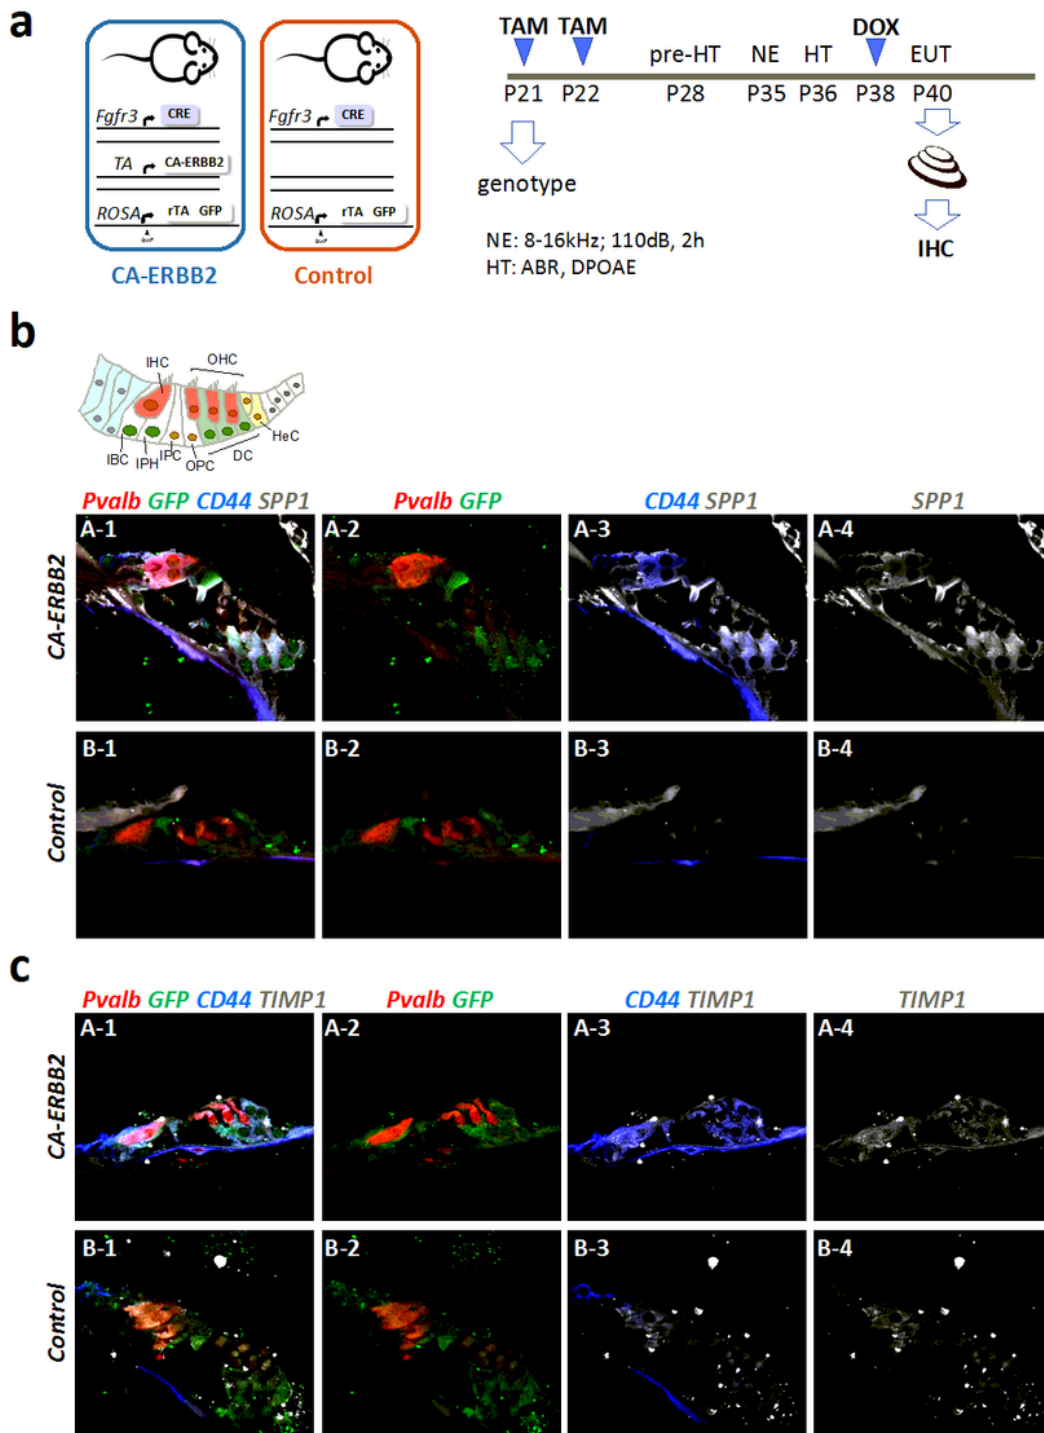 a
Fgfr3 CRE
TA CA-ERBB2
ROSA rTA GFP
CA-ERBB2
Fgfr3 CRE
ROSA rTA GFP
Control
TAM TAM DOX
pre-HT NE HT EUT
P21 P22 P28 P35 P36 P38 P40
genotype
NE: 8-16kHz; 110dB, 2h
HT: ABR, DPOAE
IHC
b
IHC OHC
HeC
IBC IPH IPC OPC DC
Pvalb GFP CD44 SPP1 Pvalb GFP CD44 SPP1 SPP1
CA-ERBB2
A-1 A-2 A-3 A-4
Control
B-1 B-2 B-3 B-4
c
Pvalb GFP CD44 TIMP1 Pvalb GFP CD44 TIMP1 TIMP1
CA-ERBB2
A-1 A-2 A-3 A-4
Control
B-1 B-2 B-3 B-4